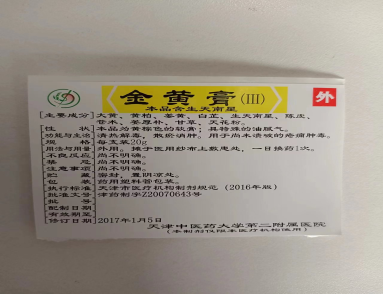 金黄膏(III)
外
本品含生天南星
[主要成分] 大黄、黄柏、姜黄、白芷、生天南星、陈皮、
苍术、姜厚朴、甘草、天花粉。
[性 状] 本品为黄棕色的软膏；具特殊的油腻气。
[功能与主治] 清热解毒，散瘀消肿。用于尚未溃破的疮疡肿毒。
[规 格] 每支装20g
[用法与用量] 外用。摊于医用纱布上敷患处，一日换药1次。
[不良反应] 尚不明确。
[禁 忌] 尚不明确。
[注意事项] 尚不明确。
[贮 藏] 密封，置阴凉处。
[包 装] 药用塑料管包装。
[执行标准] 天津市医疗机构制剂规范（2016年版）
[批准文号] 津药制字Z20070643号
[批 号]
[配制日期]
[有效期至]
[修订日期] 2017年1月5日
天津中医药大学第二附属医院
（本制剂仅限本医疗机构使用）